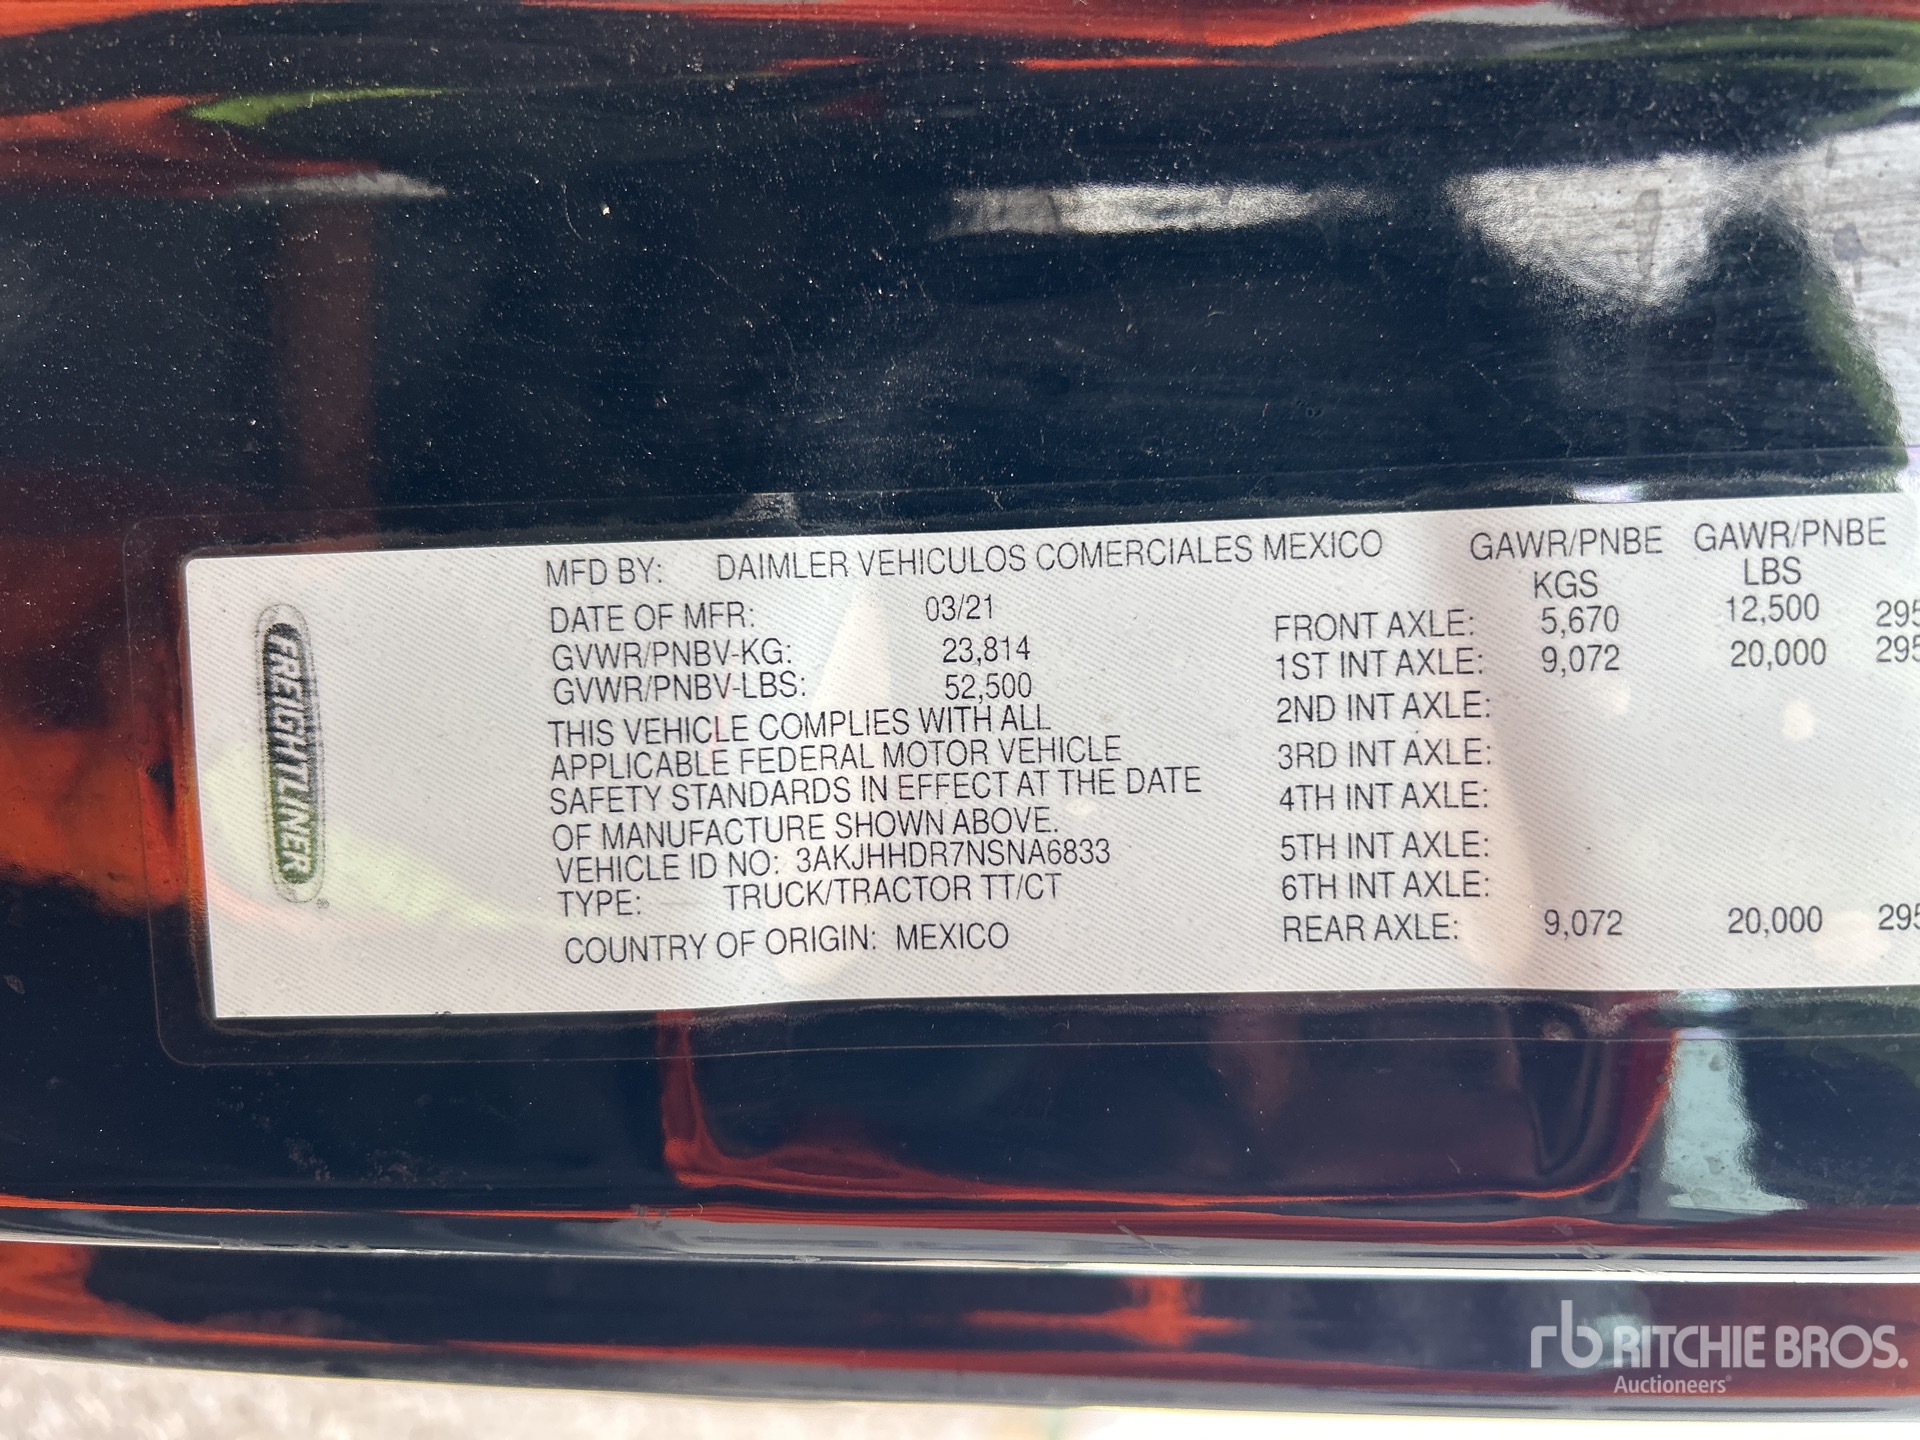 FREIGHTLINER
MFD BY: DAIMLER VEHICULOS COMERCIALES MEXICO
DATE OF MFR: 03/21
GVWR/PNBV-KG: 23,814
GVWR/PNBV-LBS: 52,500
THIS VEHICLE COMPLIES WITH ALL
APPLICABLE FEDERAL MOTOR VEHICLE
SAFETY STANDARDS IN EFFECT AT THE DATE
OF MANUFACTURE SHOWN ABOVE.
VEHICLE ID NO: 3AKJHHDR7NSNA6833
TYPE: TRUCK/TRACTOR TT/CT
COUNTRY OF ORIGIN: MEXICO
GAWR/PNBE GAWR/PNBE
KGS LBS
FRONT AXLE: 5,670 12,500 295
1ST INT AXLE: 9,072 20,000 295
2ND INT AXLE:
3RD INT AXLE:
4TH INT AXLE:
5TH INT AXLE:
6TH INT AXLE:
REAR AXLE: 9,072 20,000 295
rb RITCHIE BROS.
Auctioneers